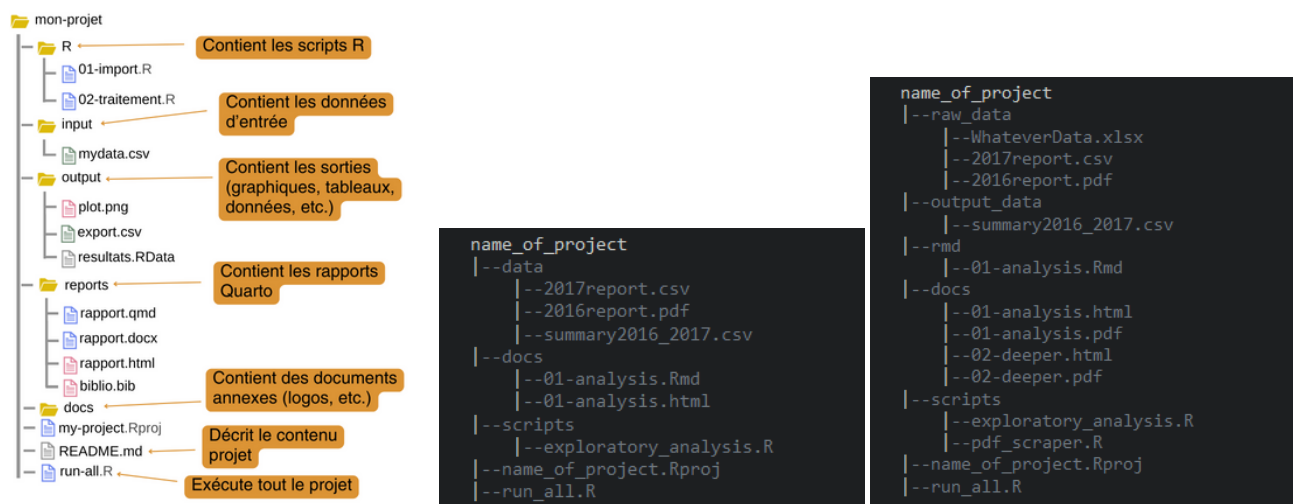 mon-projet
R
Contient les scripts R
01-import.R
02-traitement.R
Contient les données
d'entrée
input
mydata.csv
output
Contient les sorties
(graphiques, tableaux,
données, etc.)
plot.png
export.csv
resultats.RData
Contient les rapports
Quarto
reports
rapport.qmd
rapport.docx
rapport.html
biblio.bib
Contient des documents
annexes (logos, etc.)
docs
my-project.Rproj
README.md
Décrit le contenu
projet
run-all.R
Exécute tout le projet
name_of_project
|--data
|--2017report.csv
|--2016report.pdf
|--summary2016_2017.csv
|--docs
|--01-analysis.Rmd
|--01-analysis.html
|--scripts
|--exploratory_analysis.R
|--name_of_project.Rproj
|--run_all.R
name_of_project
|--raw_data
|--WhateverData.xlsx
|--2017report.csv
|--2016report.pdf
|--output_data
|--summary2016_2017.csv
|--rmd
|--01-analysis.Rmd
|--docs
|--01-analysis.html
|--01-analysis.pdf
|--02-deeper.html
|--02-deeper.pdf
|--scripts
|--exploratory_analysis.R
|--pdf_scraper.R
|--name_of_project.Rproj
|--run_all.R